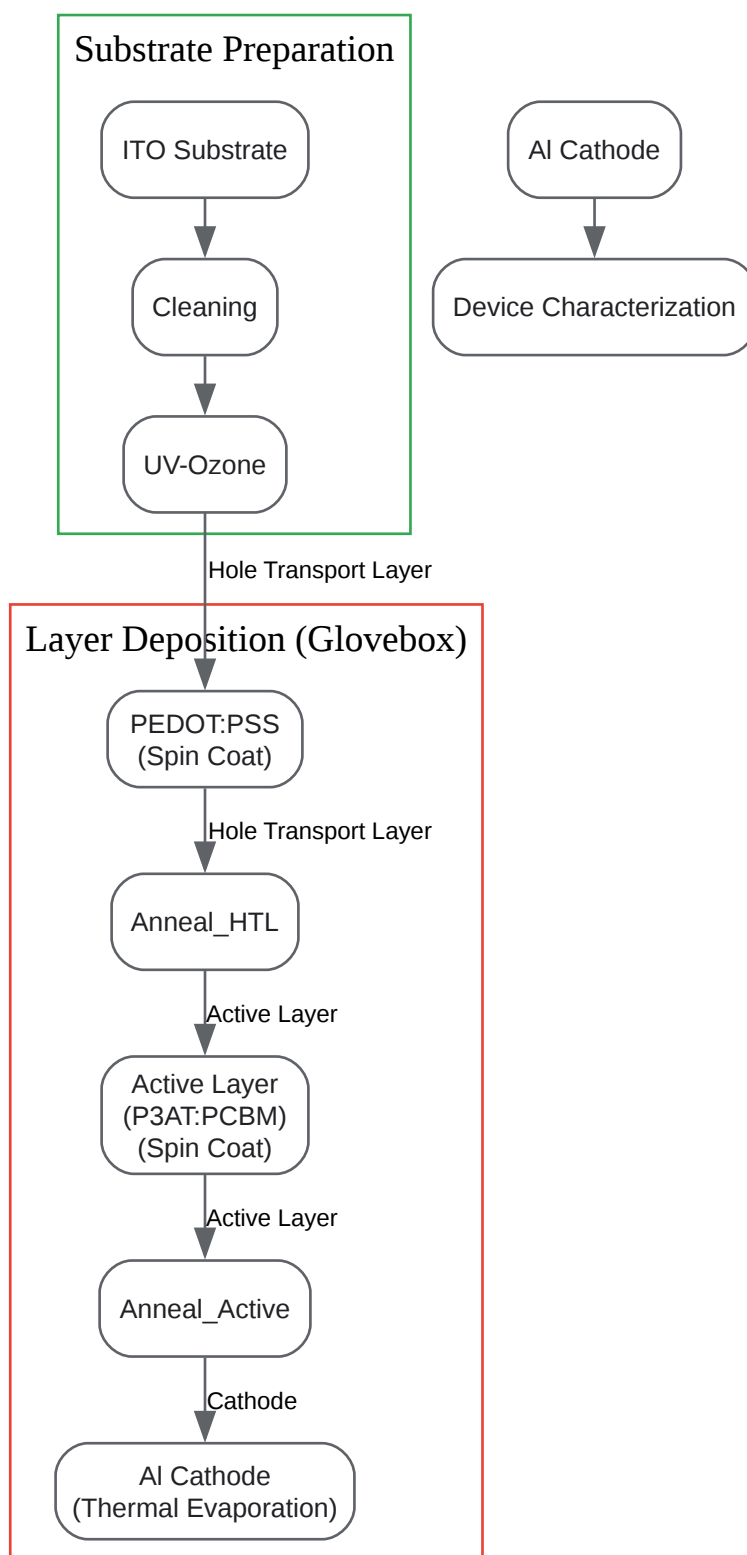 Substrate Preparation
ITO Substrate
Cleaning
UV-Ozone
Al Cathode
Device Characterization
Hole Transport Layer
Layer Deposition (Glovebox)
PEDOT:PSS
(Spin Coat)
Hole Transport Layer
Anneal_HTL
Active Layer
Active Layer
(P3AT:PCBM)
(Spin Coat)
Active Layer
Anneal_Active
Cathode
Al Cathode
(Thermal Evaporation)